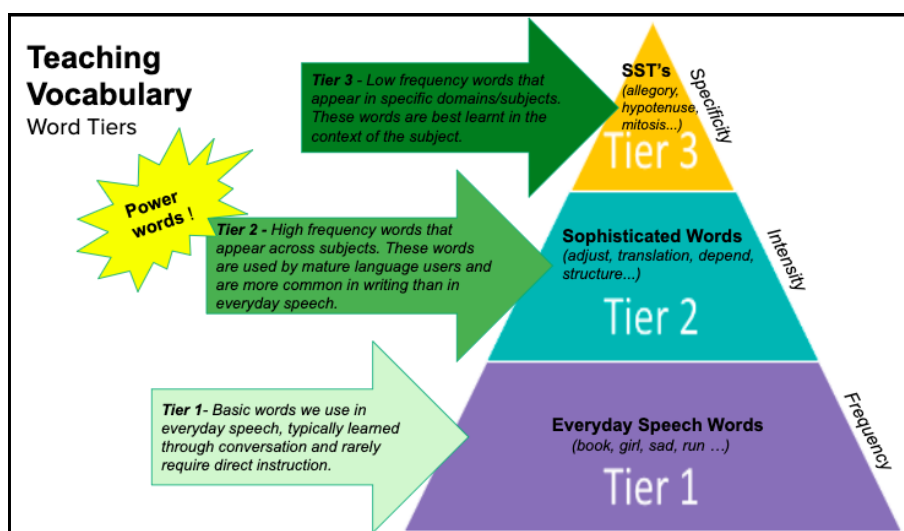 Teaching
Vocabulary
Word Tiers
Power
words !
Tier 3 - Low frequency words that
appear in specific domains/subjects.
These words are best learnt in the
context of the subject.
SST's
(allegory,
hypotenuse,
mitosis...)
Tier 3
Specificity
Tier 2 - High frequency words that
appear across subjects. These words
are used by mature language users and
are more common in writing than in
everyday speech.
Sophisticated Words
(adjust, translation, depend,
structure...)
Tier 2
Intensity
Tier 1- Basic words we use in
everyday speech, typically learned
through conversation and rarely
require direct instruction.
Everyday Speech Words
(book, girl, sad, run ...)
Tier 1
Frequency